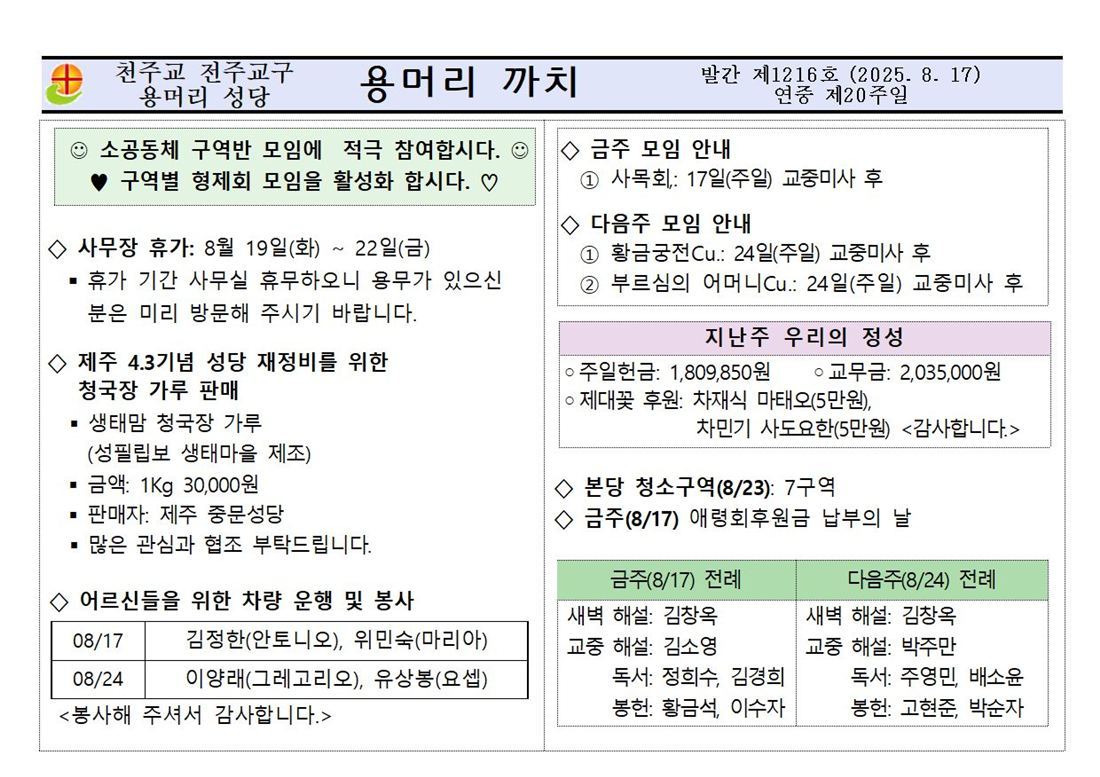 천주교 전주교구
용머리 성당
용머리 까치
발간 제1216호 (2025. 8. 17)
연중 제20주일
☺ 소공동체 구역반 모임에 적극 참여합시다. ☺
♥ 구역별 형제회 모임을 활성화 합시다. ♡
◇ 사무장 휴가: 8월 19일(화) ~ 22일(금)
▪ 휴가 기간 사무실 휴무하오니 용무가 있으신
분은 미리 방문해 주시기 바랍니다.
◇ 제주 4.3기념 성당 재정비를 위한
청국장 가루 판매
▪ 생태맘 청국장 가루
(성필립보 생태마을 제조)
▪ 금액: 1Kg 30,000원
▪ 판매자: 제주 중문성당
▪ 많은 관심과 협조 부탁드립니다.
◇ 어르신들을 위한 차량 운행 및 봉사
08/17 김정한(안토니오), 위민숙(마리아)
08/24 이양래(그레고리오), 유상봉(요셉)
<봉사해 주셔서 감사합니다.>
◇ 금주 모임 안내
① 사목회,: 17일(주일) 교중미사 후
◇ 다음주 모임 안내
① 황금궁전Cu.: 24일(주일) 교중미사 후
② 부르심의 어머니Cu.: 24일(주일) 교중미사 후
지난주 우리의 정성
○ 주일헌금: 1,809,850원 ○ 교무금: 2,035,000원
○ 제대꽃 후원: 차재식 마태오(5만원),
차민기 사도요한(5만원) <감사합니다.>
◇ 본당 청소구역(8/23): 7구역
◇ 금주(8/17) 애령회후원금 납부의 날
금주(8/17) 전례 다음주(8/24) 전례
새벽 해설: 김창옥 새벽 해설: 김창옥
교중 해설: 김소영 교중 해설: 박주만
독서: 정희수, 김경희 독서: 주영민, 배소윤
봉헌: 황금석, 이수자 봉헌: 고현준, 박순자